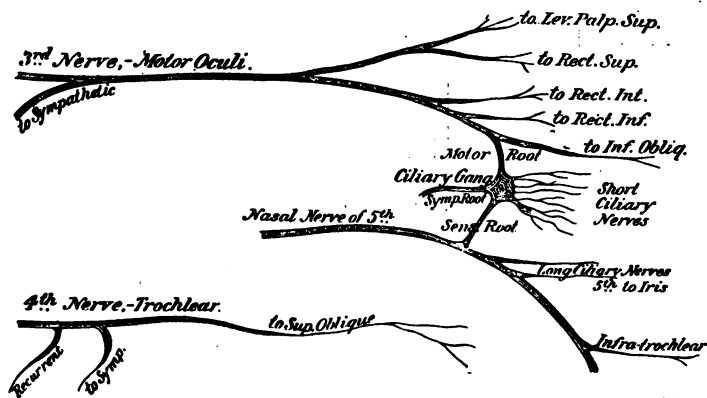 to Lev. Palp. Sup.
3rd Nerve,-Motor Oculi.
to Rect. Sup.
to Sympathetic
to Rect. Int.
to Rect. Inf.
to Inf. Obliq.
Motor Root
Ciliary Gang.
Symp. Root
Short
Ciliary
Nerves
Nasal Nerve of 5th
Sens. Root
Long Ciliary Nerves
5th to Iris
4th Nerve,-Trochlear.
to Sup. Oblique
Infra-trochlear
Recurrent
to Symp.